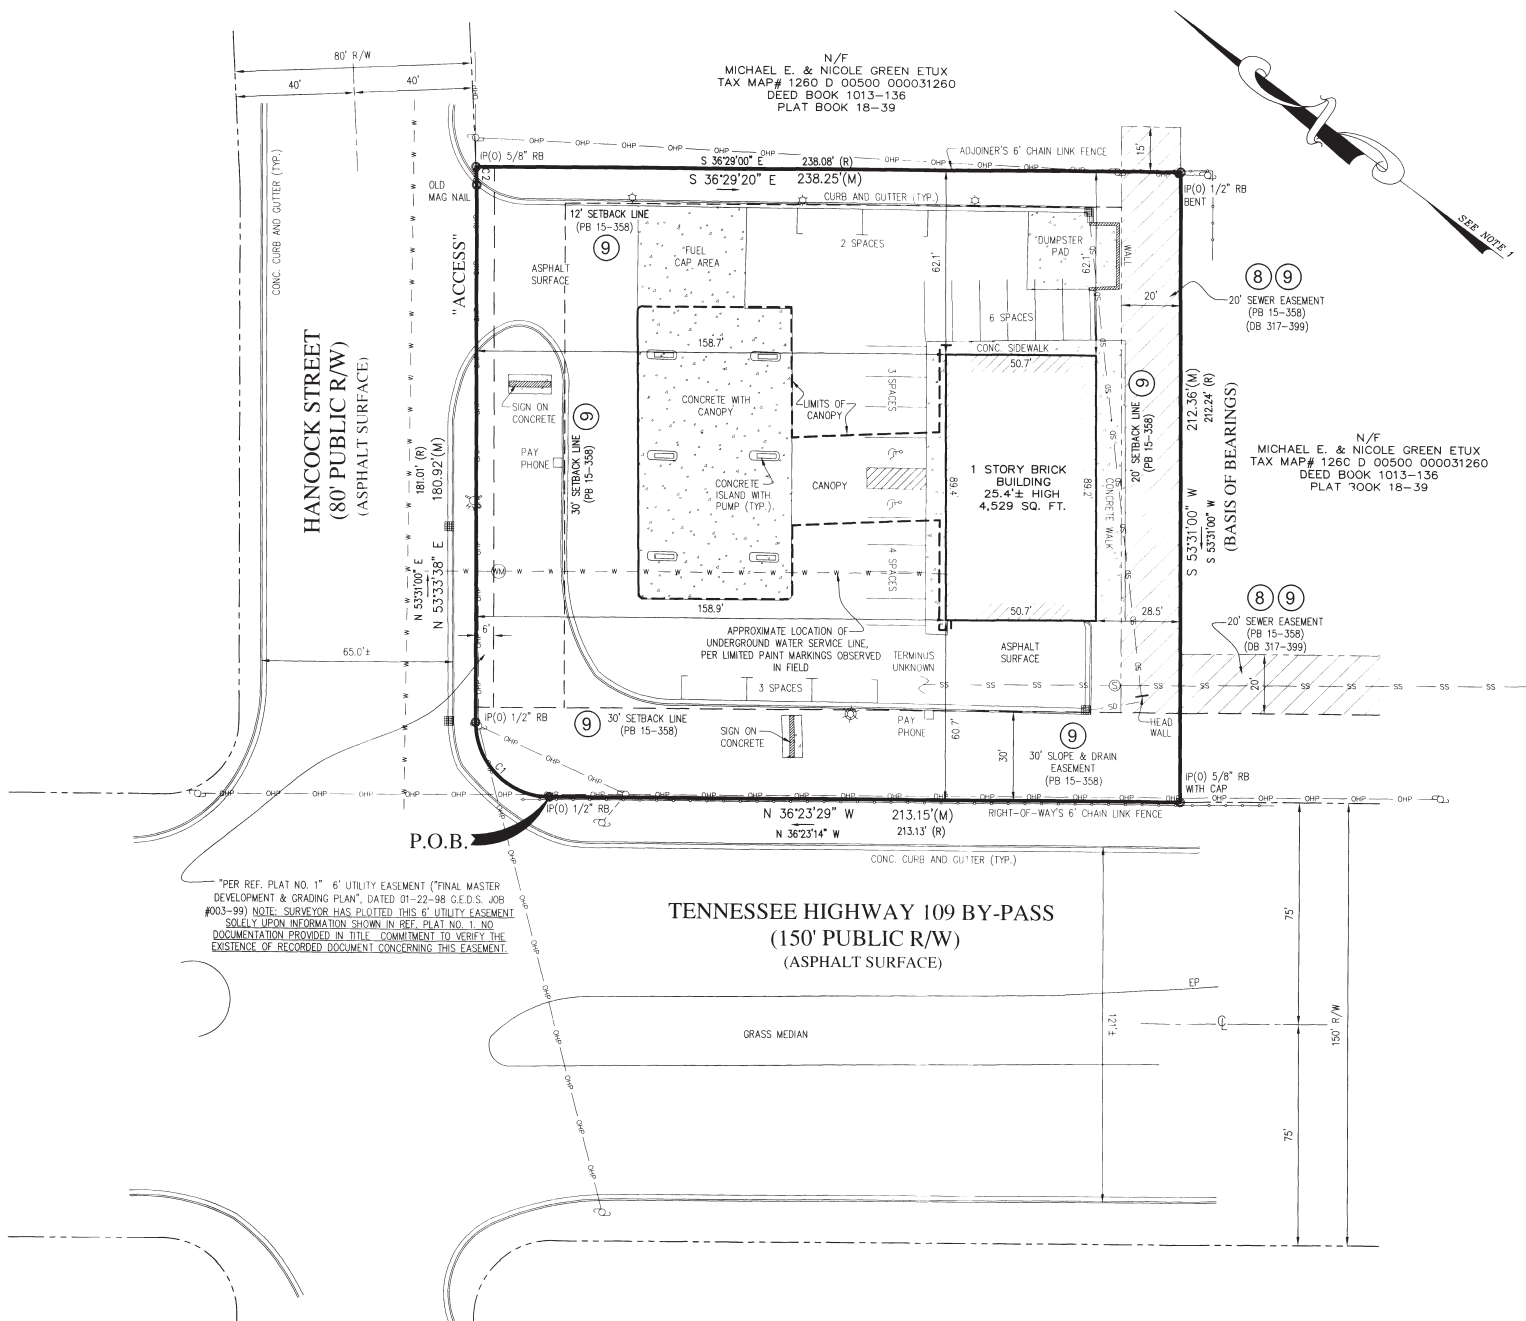 80' R/W
40'
40'
N/F
MICHAEL E. & NICOLE GREEN ETUX
TAX MAP# 1260 D 00500 000031260
DEED BOOK 1013-136
PLAT BOOK 18-39
SEE NOTE 1
IP(O) 5/8" RB
S 36°29'00" E 238.08' (R)
S 36°29'20" E 238.25'(M)
ADJOINER'S 6' CHAIN LINK FENCE
15'
IP(O) 1/2" RB
BENT
C2
OLD
MAG NAIL
CONC. CURB AND GUTTER (TYP.)
CURB AND GUTTER (TYP.)
12' SETBACK LINE
(PB 15-358)
9
"ACCESS"
ASPHALT
SURFACE
FUEL
CAP AREA
2 SPACES
62.1'
DUMPSTER
PAD
62.1'
WALL
20'
8 9
20' SEWER EASEMENT
(PB 15-358)
(DB 317-399)
6 SPACES
CONC. SIDEWALK
158.7'
50.7'
HANCOCK STREET
(80' PUBLIC R/W)
(ASPHALT SURFACE)
SIGN ON
CONCRETE
CONCRETE WITH
CANOPY
LIMITS OF
CANOPY
3 SPACES
9
30' SETBACK LINE
(PB 15-358)
PAY
PHONE
9
20' SETBACK LINE
(PB 15-358)
212.36'(M)
212.24' (R)
S 53°31'00" W
S 53°31'00" W
(BASIS OF BEARINGS)
N/F
MICHAEL E. & NICOLE GREEN ETUX
TAX MAP# 1260 D 00500 000031260
DEED BOOK 1013-136
PLAT BOOK 18-39
181.01' (R)
180.92'(M)
N 53°31'00" E
N 53°33'38" E
CONCRETE
ISLAND WITH
PUMP (TYP.)
CANOPY
1 STORY BRICK
BUILDING
25.4'± HIGH
4,529 SQ. FT.
89.4'
89.2'
CONCRETE WALK
4 SPACES
WM
158.9'
50.7'
28.5'
8 9
20' SEWER EASEMENT
(PB 15-358)
(DB 317-399)
6'
65.0'±
APPROXIMATE LOCATION OF
UNDERGROUND WATER SERVICE LINE,
PER LIMITED PAINT MARKINGS OBSERVED
IN FIELD
TERMINUS
UNKNOWN
ASPHALT
SURFACE
3 SPACES
20'
S
IP(O) 1/2" RB
9
30' SETBACK LINE
(PB 15-358)
SIGN ON
CONCRETE
PAY
PHONE
60.7'
30'
9
30' SLOPE & DRAIN
EASEMENT
(PB 15-358)
HEAD
WALL
C1
IP(O) 1/2" RB
IP(O) 5/8" RB
WITH CAP
N 36°23'29" W 213.15'(M)
N 36°23'14" W 213.13' (R)
RIGHT-OF-WAY'S 6' CHAIN LINK FENCE
P.O.B.
CONC. CURB AND GUTTER (TYP.)
"PER REF. PLAT NO. 1" 6' UTILITY EASEMENT ("FINAL MASTER
DEVELOPMENT & GRADING PLAN", DATED 01-22-98 G.E.D.S. JOB
#003-99) NOTE: SURVEYOR HAS PLOTTED THIS 6' UTILITY EASEMENT
SOLELY UPON INFORMATION SHOWN IN REF. PLAT NO. 1. NO
DOCUMENTATION PROVIDED IN TITLE COMMITMENT TO VERIFY THE
EXISTENCE OF RECORDED DOCUMENT CONCERNING THIS EASEMENT.
TENNESSEE HIGHWAY 109 BY-PASS
(150' PUBLIC R/W)
(ASPHALT SURFACE)
75'
EP
GRASS MEDIAN
121'±
150' R/W
75'